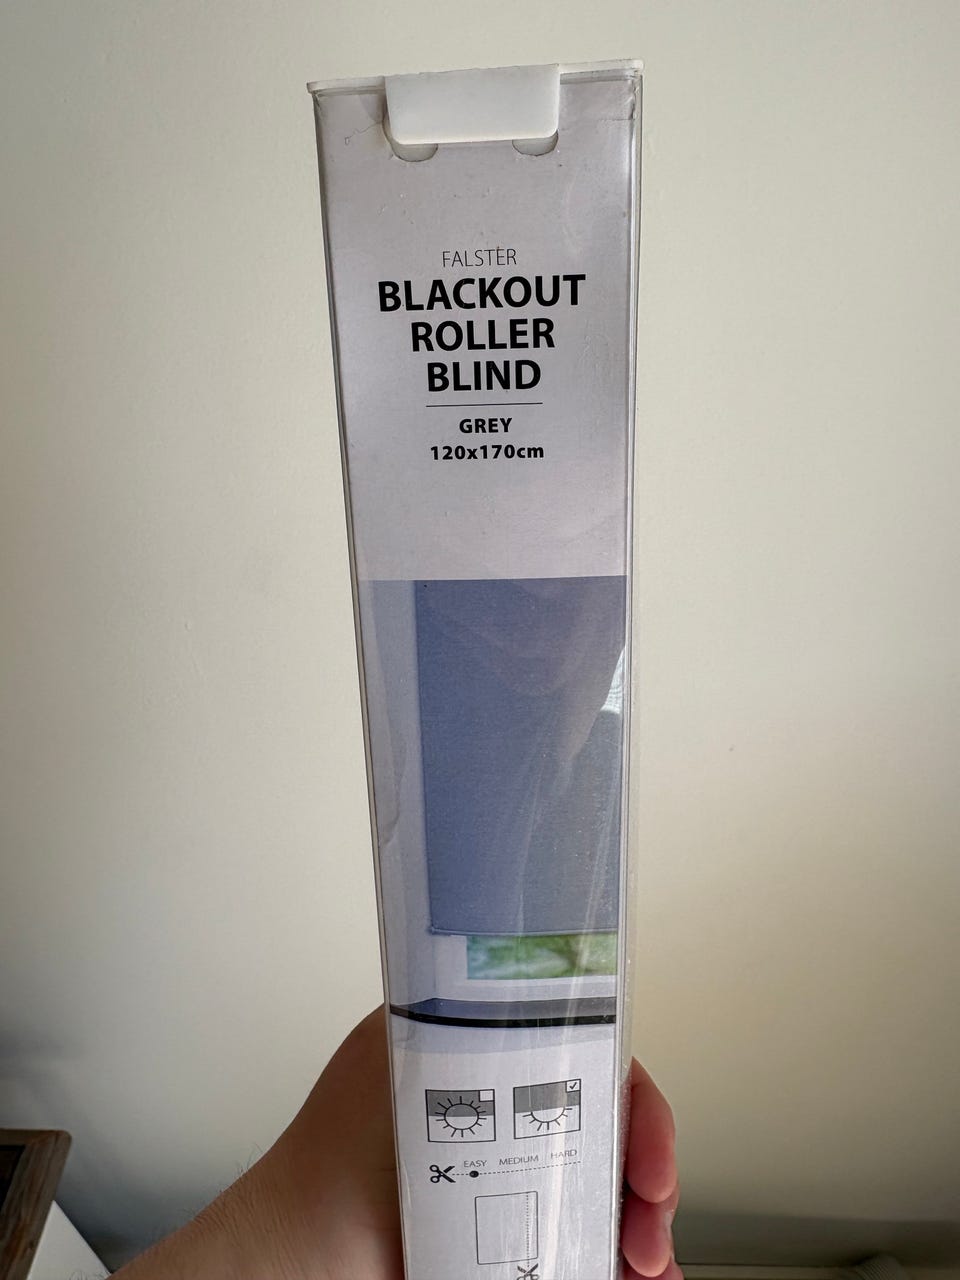 FALSTER
BLACKOUT
ROLLER
BLIND
GREY
120x170cm
EASY MEDIUM HARD